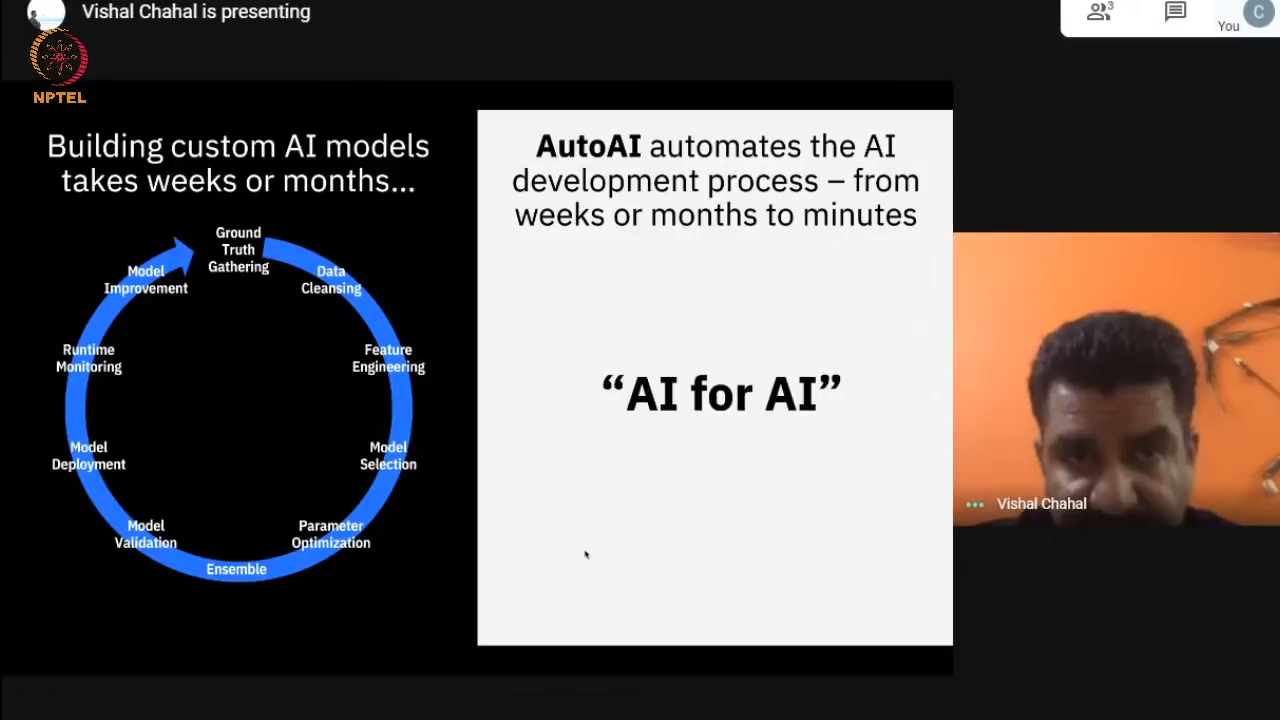 Vishal Chahal is presenting
3
You
C
NPTEL
Building custom AI models
takes weeks or months...
Ground
Truth
Gathering
Data
Cleansing
Feature
Engineering
Model
Selection
Parameter
Optimization
Ensemble
Model
Validation
Model
Deployment
Runtime
Monitoring
Model
Improvement
AutoAI automates the AI
development process – from
weeks or months to minutes
“AI for AI”
Vishal Chahal